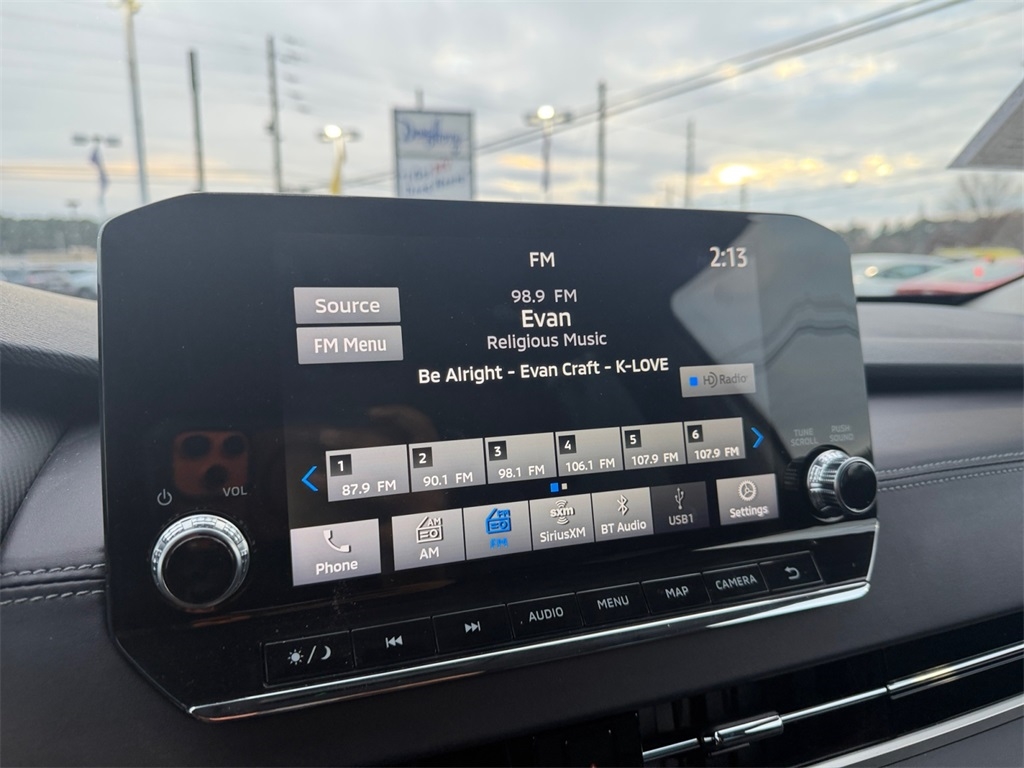 FM
2:13
Source
98.9 FM
Evan
FM Menu
Religious Music
Be Alright - Evan Craft - K-LOVE
HD Radio
1
2
3
4
5
6
87.9 FM
90.1 FM
98.1 FM
106.1 FM
107.9 FM
107.9 FM
TUNE
SCROLL
PUSH
SOUND
VOL
Phone
AM
AM
FM
sxm
SiriusXM
BT Audio
USB1
Settings
AUDIO
MENU
MAP
CAMERA